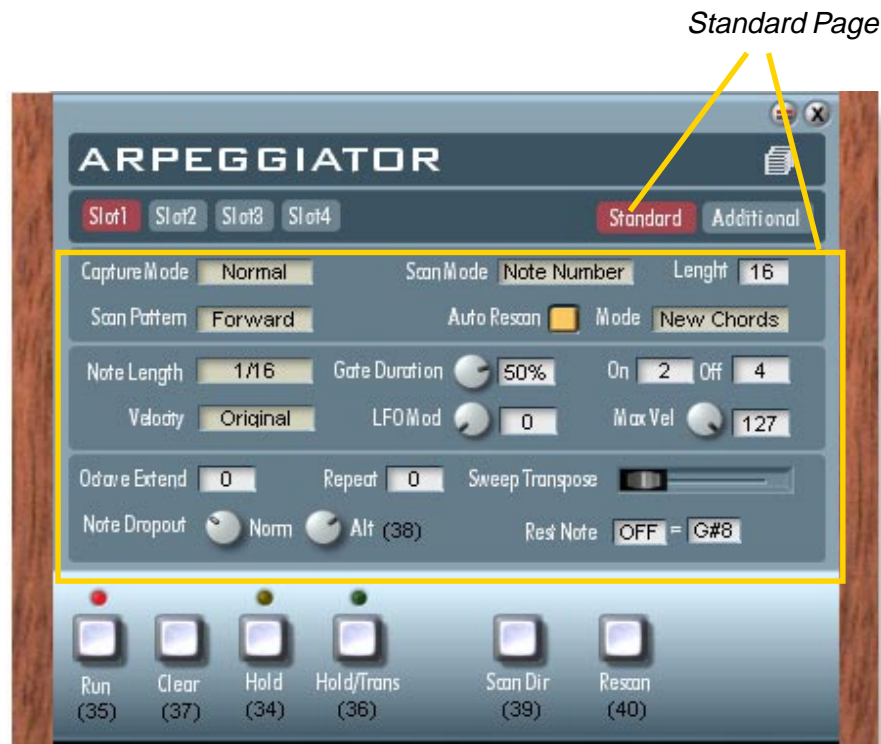 Standard Page
ARPEGGIATOR
Slot1 Slot2 Slot3 Slot4 Standard Additional
Capture Mode Normal Scan Mode Note Number Lenght 16
Scan Pattern Forward Auto Rescan Mode New Chords
Note Length 1/16 Gate Duration 50% On 2 Off 4
Velocity Original LFO Mod 0 Max Vel 127
Octave Extend 0 Repeat 0 Sweep Transpose
Note Dropout Norm Alt (38) Rest Note OFF = G#8
Run Clear Hold Hold/Trans Scan Dir Rescan
(35) (37) (34) (36) (39) (40)